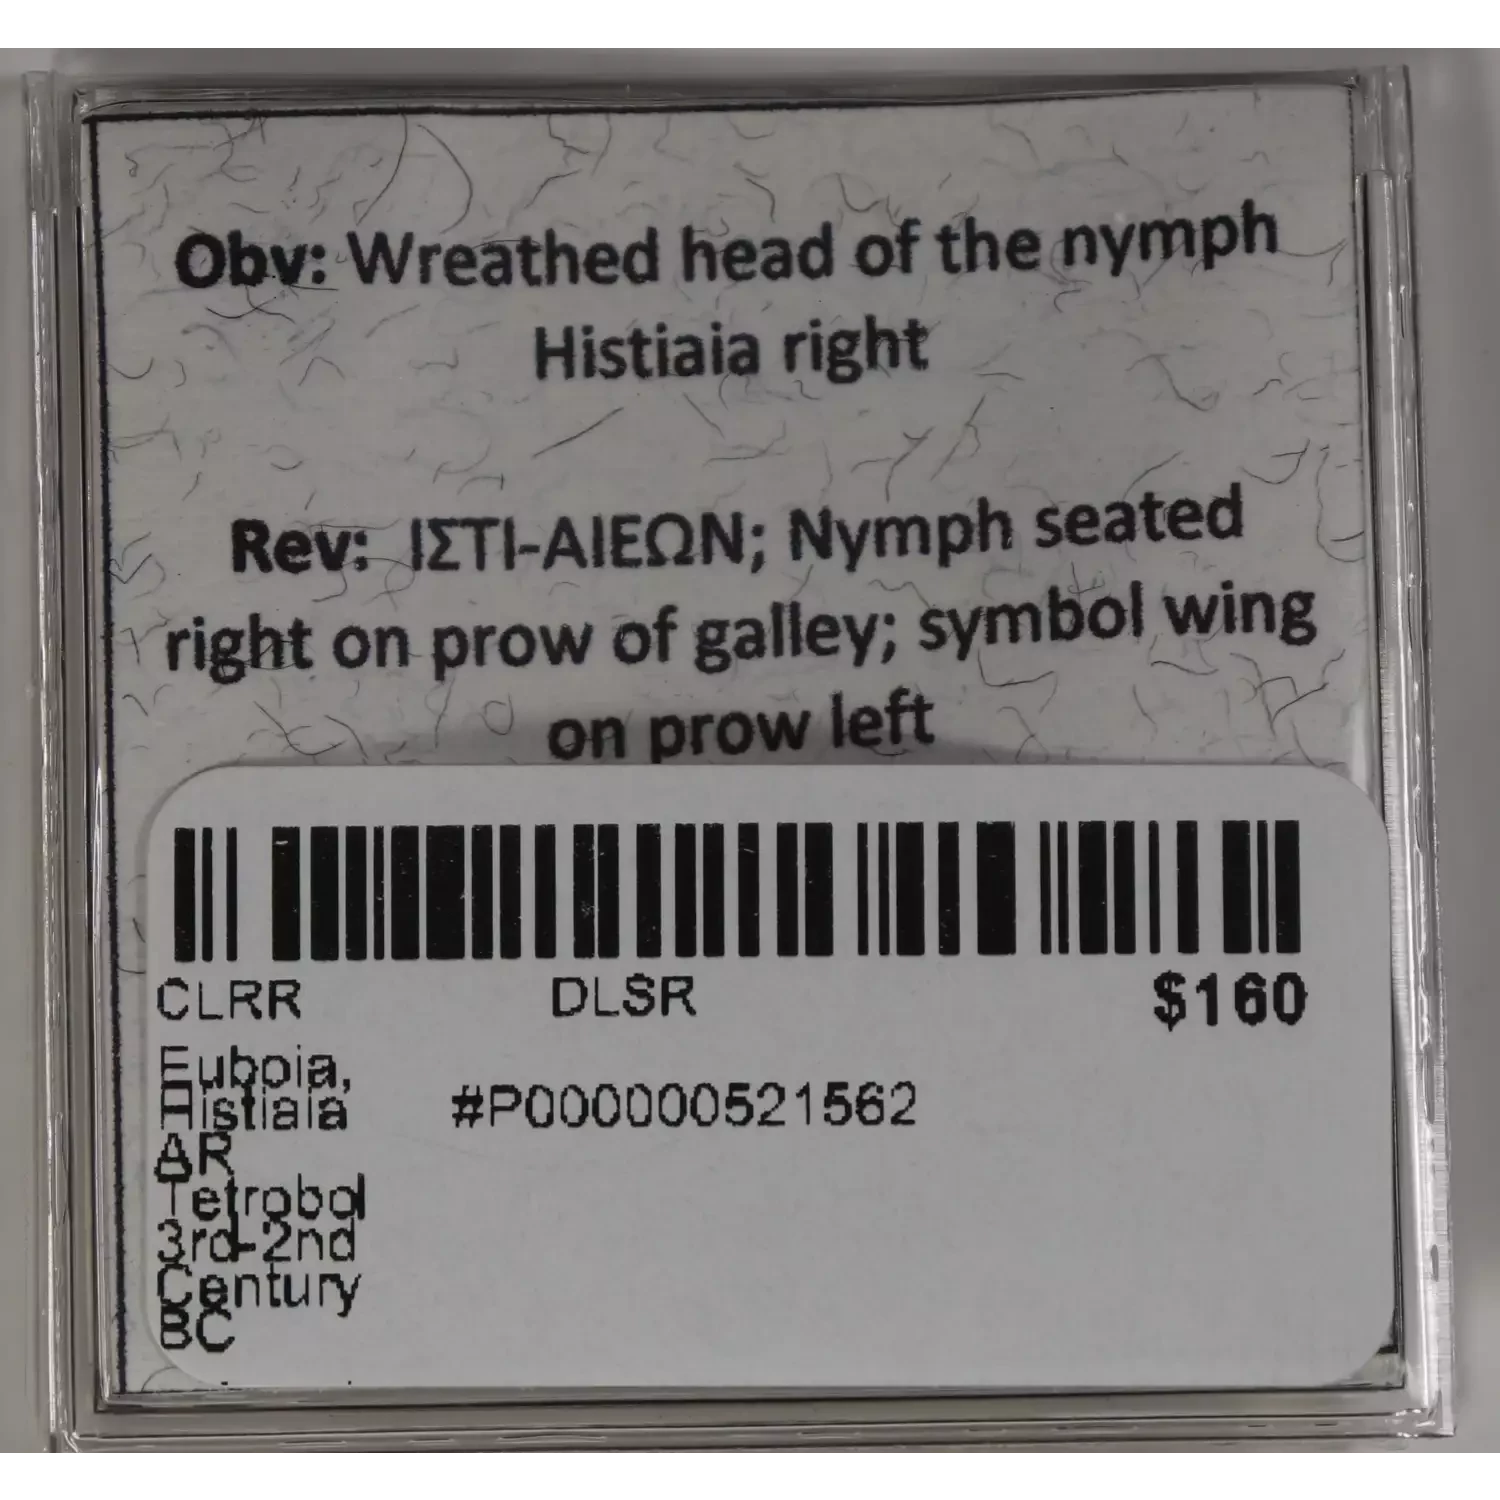 Obv: Wreathed head of the nymph
Histiaia right
Rev: ΙΣΤΙ-ΑΙΕΩΝ; Nymph seated
right on prow of galley; symbol wing
on prow left
CLRR DLSR $160
Euboia,
Histiaia #P000000521562
AR
Tetrobol
3rd-2nd
Century
BC